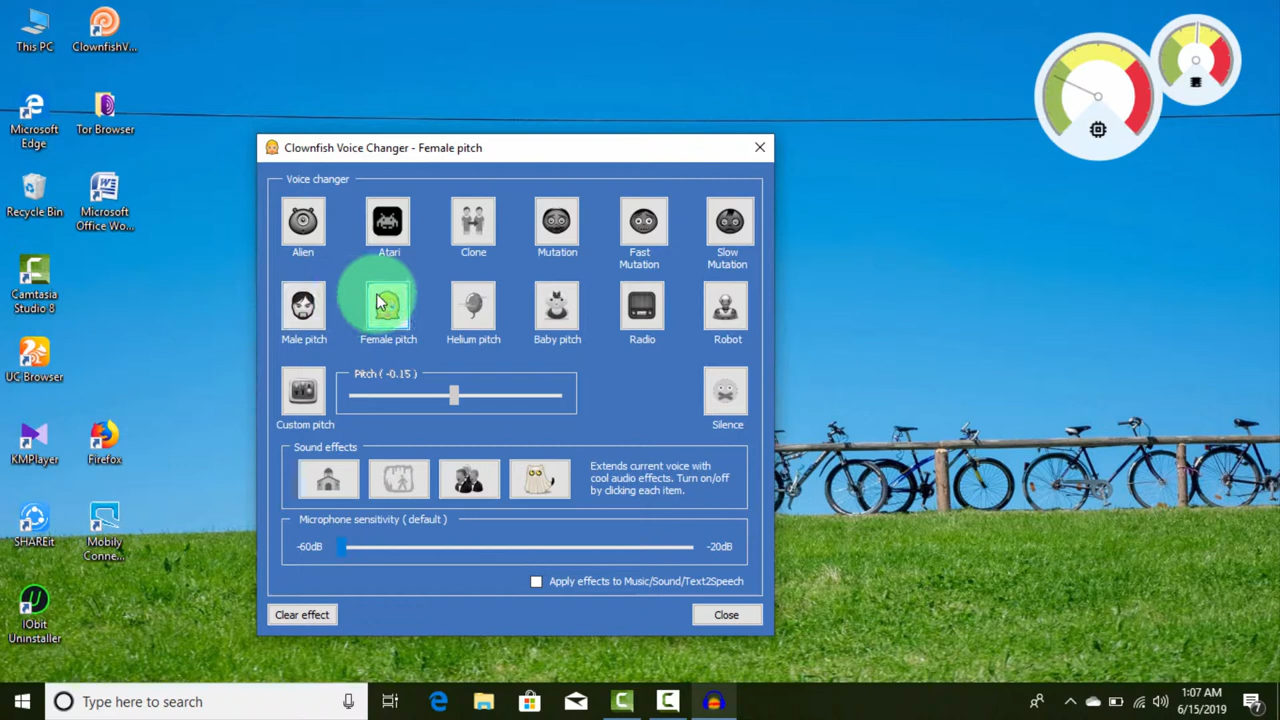 This PC
ClownfishV...
Microsoft
Edge
Tor Browser
Recycle Bin
Microsoft
Office Wo...
Camtasia
Studio 8
UC Browser
KMPlayer
Firefox
SHAREit
Mobily
Conne...
IObit
Uninstaller
Clownfish Voice Changer - Female pitch
Voice changer
Alien
Atari
Clone
Mutation
Fast
Mutation
Slow
Mutation
Male pitch
Female pitch
Helium pitch
Baby pitch
Radio
Robot
Custom pitch
Pitch ( -0.15 )
Silence
Sound effects
Extends current voice with
cool audio effects. Turn on/off
by clicking each item.
Microphone sensitivity ( default )
-60dB
-20dB
Apply effects to Music/Sound/Text2Speech
Clear effect
Close
Type here to search
1:07 AM
6/15/2019
7